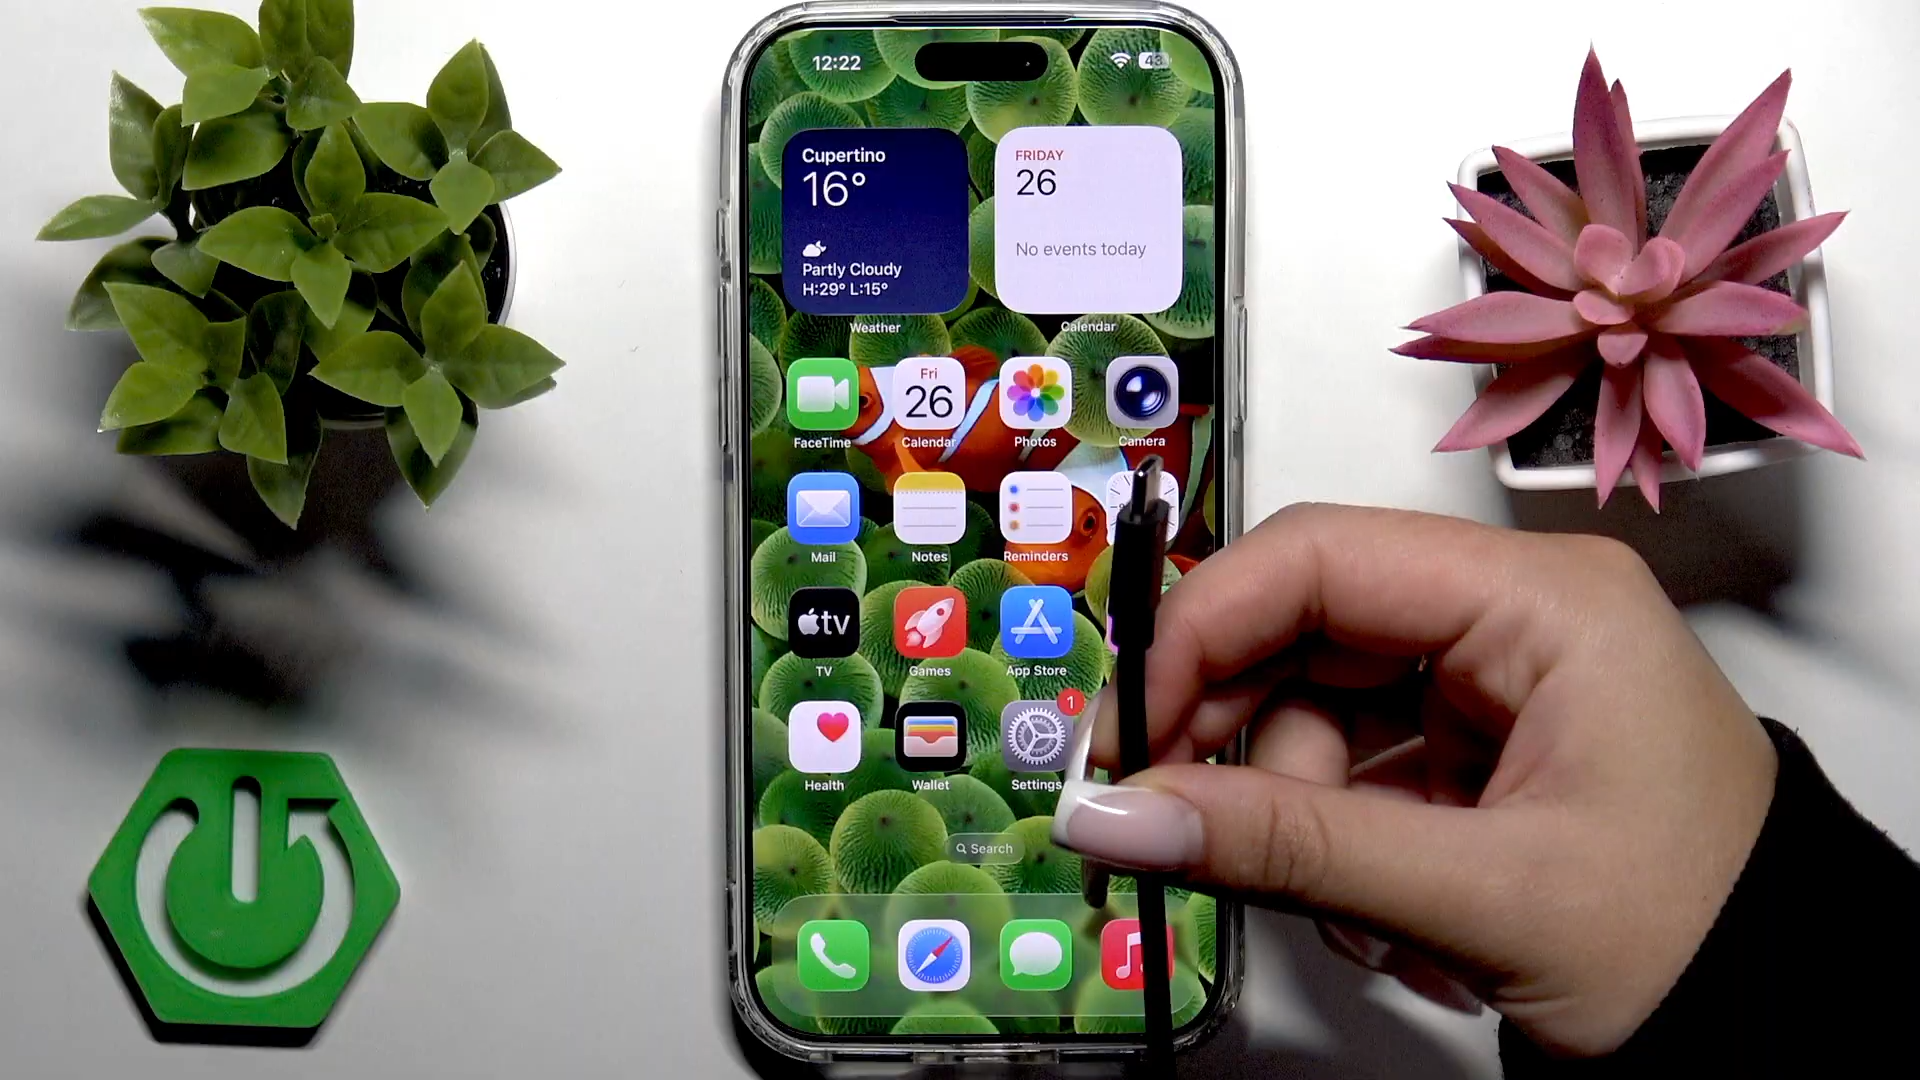 12:22
43
Cupertino
16°
Partly Cloudy
H:29° L:15°
Weather
FRIDAY
26
No events today
Calendar
Fri
26
FaceTime
Calendar
Photos
Camera
Mail
Notes
Reminders
tv
TV
Games
App Store
1
Health
Wallet
Settings
Search